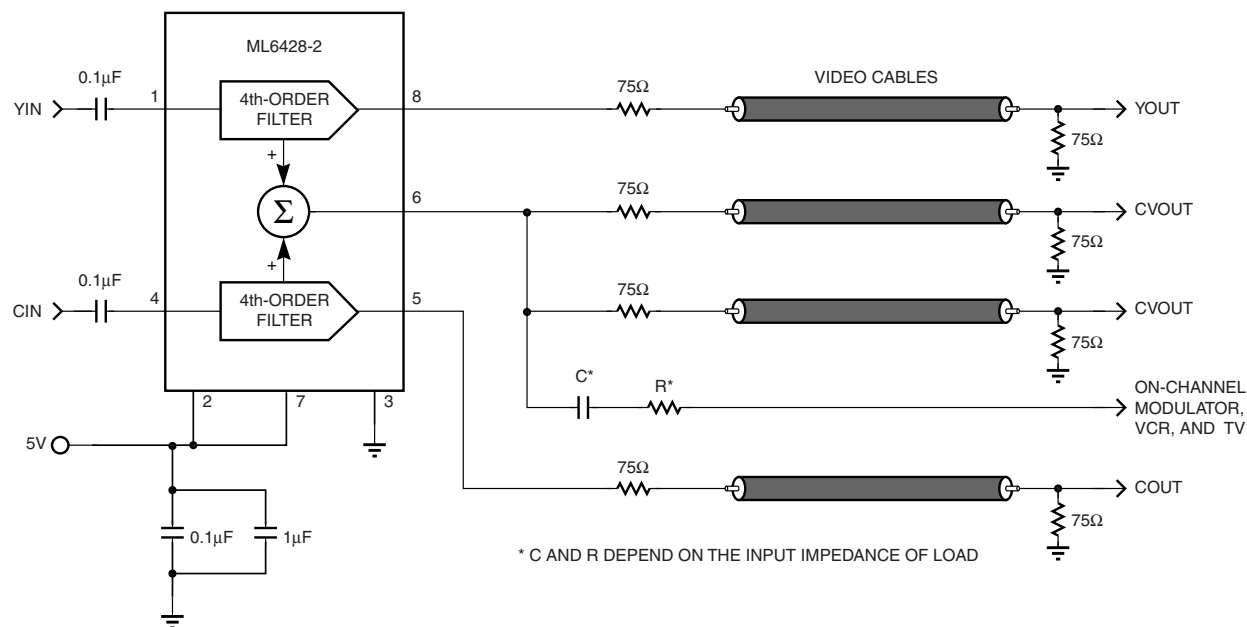 ML6428-2
0.1µF
YIN
1
4th-ORDER
FILTER
8
75Ω
VIDEO CABLES
YOUT
75Ω
+
Σ
6
75Ω
CVOUT
75Ω
+
0.1µF
CIN
4
4th-ORDER
FILTER
5
75Ω
CVOUT
75Ω
2
7
3
C*
R*
ON-CHANNEL
MODULATOR,
VCR, AND TV
5V
75Ω
COUT
75Ω
0.1µF
1µF
* C AND R DEPEND ON THE INPUT IMPEDANCE OF LOAD